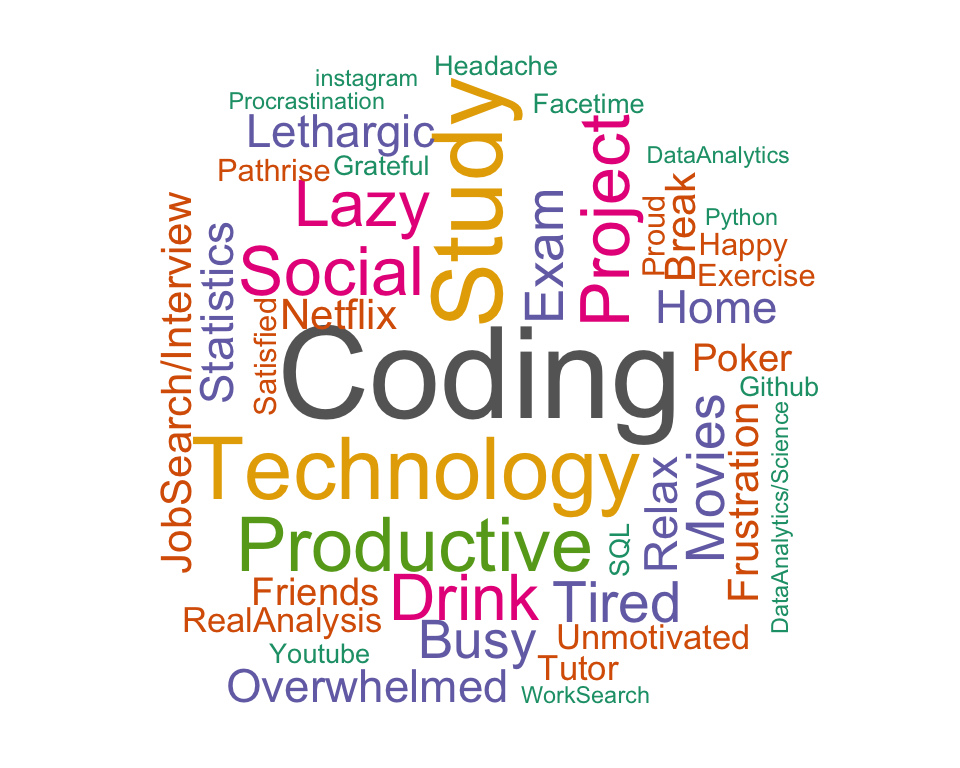 Headache
instagram
Procrastination
Facetime
Lethargic
Study
Project
DataAnalytics
Pathrise
Grateful
Lazy
Exam
Proud
Break
Python
Happy
JobSearch/Interview
Statistics
Social
Exercise
Home
Satisfied
Netflix
Coding
Poker
Github
Technology
Movies
Frustration
DataAnalytics/Science
Relax
Productive
SQL
Friends
Drink
Tired
RealAnalysis
Busy
Unmotivated
Youtube
Tutor
Overwhelmed
WorkSearch